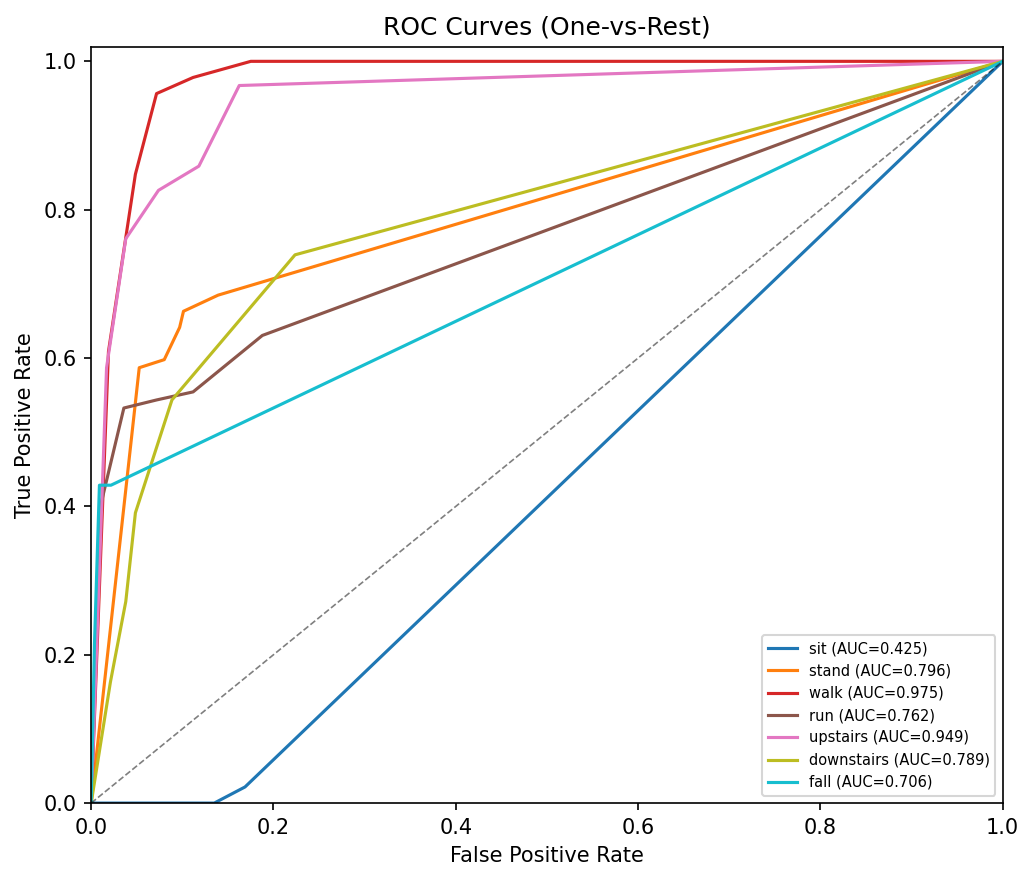 ROC Curves (One-vs-Rest)
True Positive Rate
1.0
0.8
0.6
0.4
0.2
0.0
0.0 0.2 0.4 0.6 0.8 1.0
False Positive Rate
sit (AUC=0.425)
stand (AUC=0.796)
walk (AUC=0.975)
run (AUC=0.762)
upstairs (AUC=0.949)
downstairs (AUC=0.789)
fall (AUC=0.706)